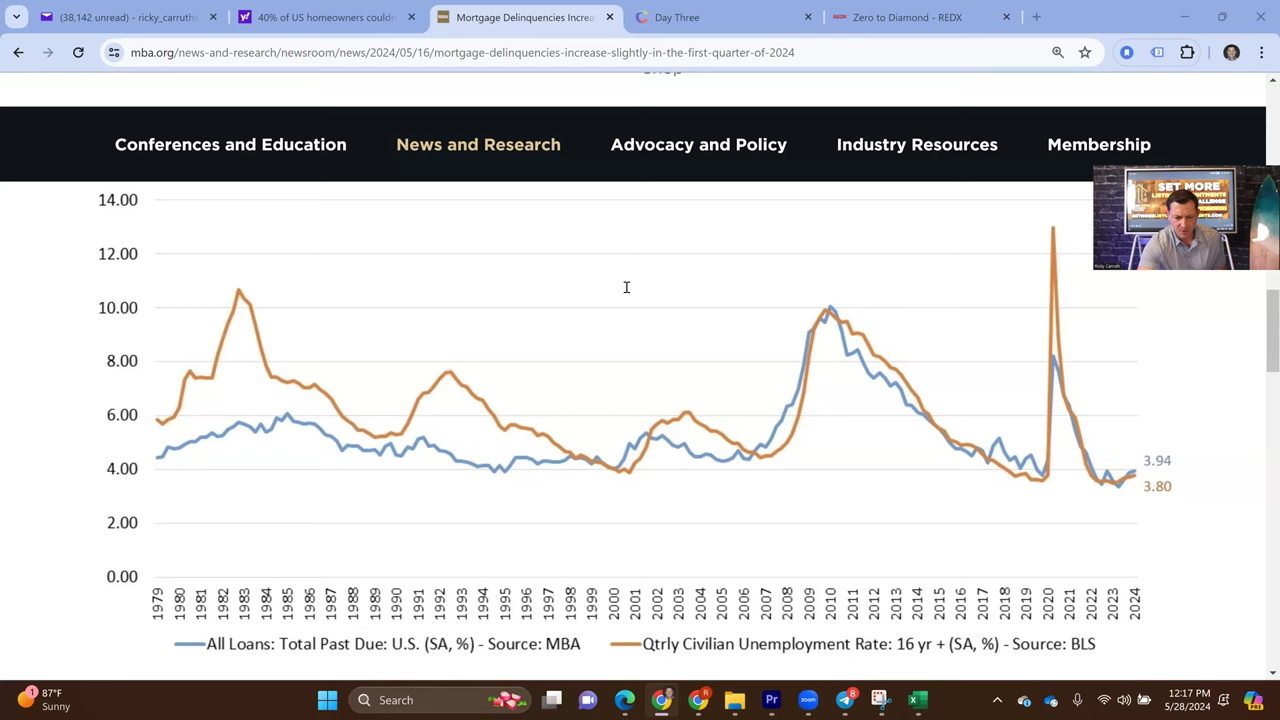 (38,142 unread) - ricky_carruth
40% of US homeowners couldn
Mortgage Delinquencies Increa
Day Three
REDX
Zero to Diamond - REDX
mba.org/news-and-research/newsroom/news/2024/05/16/mortgage-delinquencies-increase-slightly-in-the-first-quarter-of-2024
Conferences and Education
News and Research
Advocacy and Policy
Industry Resources
Membership
SET MORE
Ricky Carruth
14.00
12.00
10.00
8.00
6.00
4.00
2.00
0.00
3.94
3.80
1979 1980 1981 1982 1983 1984 1985 1986 1987 1988 1989 1990 1991 1992 1993 1994 1995 1996 1997 1998 1999 2000 2001 2002 2003 2004 2005 2006 2007 2008 2009 2010 2011 2012 2013 2014 2015 2016 2017 2018 2019 2020 2021 2022 2023 2024
All Loans: Total Past Due: U.S. (SA, %) - Source: MBA
Qtrly Civilian Unemployment Rate: 16 yr + (SA, %) - Source: BLS
1
87°F
Sunny
Search
8
12:17 PM
5/28/2024